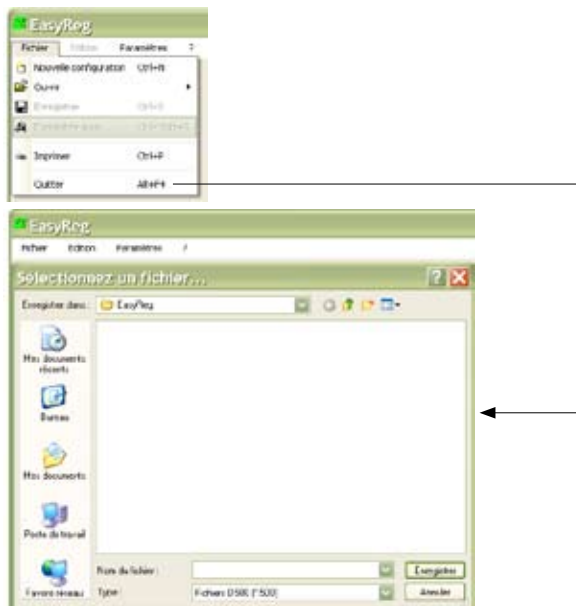 EasyReg
Fichier Edition Paramètres ?
Nouvelle configuration Ctrl+N
Ouvrir
Enregistrer Ctrl+S
Imprimer Ctrl+P
Quitter Alt+F4
EasyReg
Fichier Edition Paramètres ?
Sélectionnez un fichier...
Enregistrer dans : EasyReg
Mes documents
récents
Bureau
Mes documents
Poste de travail
Favoris réseau
Nom du fichier :
Enregistrer
Type :
Annuler